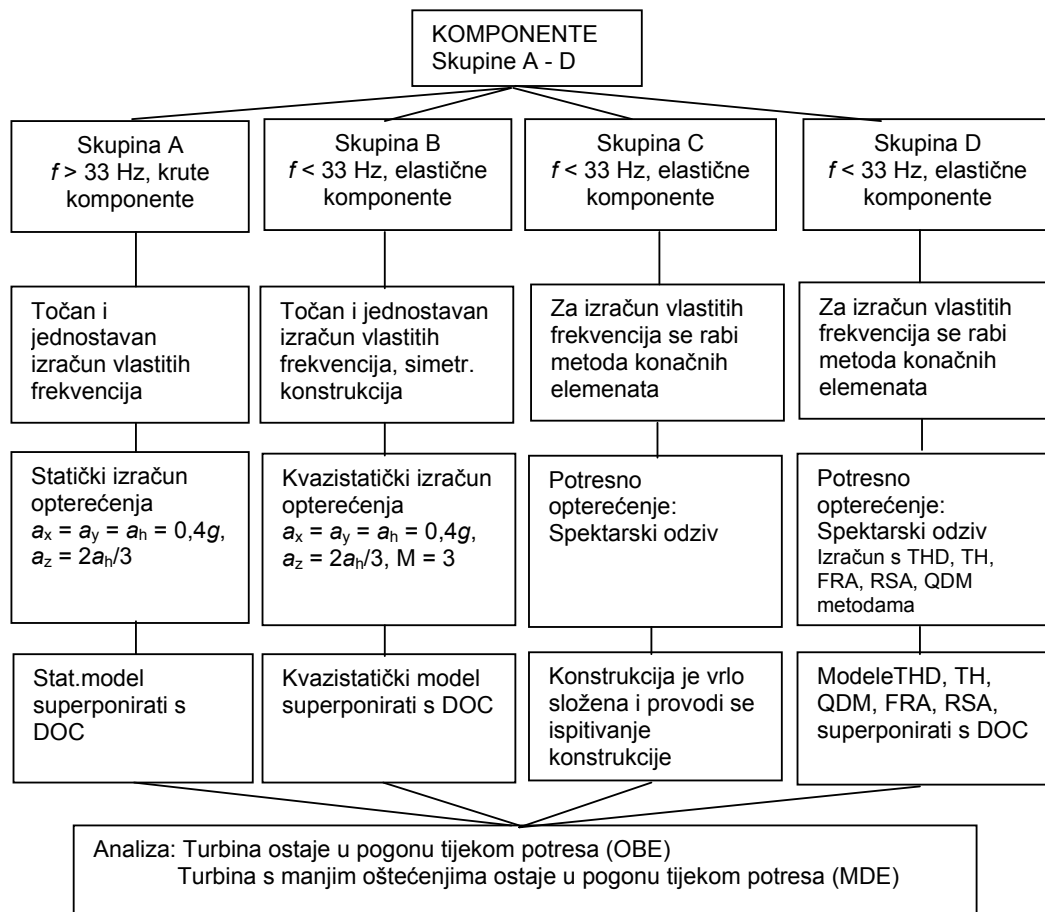 KOMPONENTE
Skupine A - D
Skupina A
f > 33 Hz, krute
komponente
Skupina B
f < 33 Hz, elastične
komponente
Skupina C
f < 33 Hz, elastične
komponente
Skupina D
f < 33 Hz, elastične
komponente
Točan i
jednostavan
izračun vlastitih
frekvencija
Točan i jednostavan
izračun vlastitih
frekvencija, simetr.
konstrukcija
Za izračun vlastitih
frekvencija se rabi
metoda konačnih
elemenata
Za izračun vlastitih
frekvencija se rabi
metoda konačnih
elemenata
Statički izračun
opterećenja
ax = ay = ah = 0,4g,
az = 2ah/3
Kvazistatički izračun
opterećenja
ax = ay = ah = 0,4g,
az = 2ah/3, M = 3
Potresno
opterećenje:
Spektarski odziv
Potresno
opterećenje:
Spektarski odziv
Izračun s THD, TH,
FRA, RSA, QDM
metodama
Stat.model
superponirati s
DOC
Kvazistatički model
superponirati s DOC
Konstrukcija je vrlo
složena i provodi se
ispitivanje
konstrukcije
ModeleTHD, TH,
QDM, FRA, RSA,
superponirati s DOC
Analiza: Turbina ostaje u pogonu tijekom potresa (OBE)
Turbina s manjim oštećenjima ostaje u pogonu tijekom potresa (MDE)